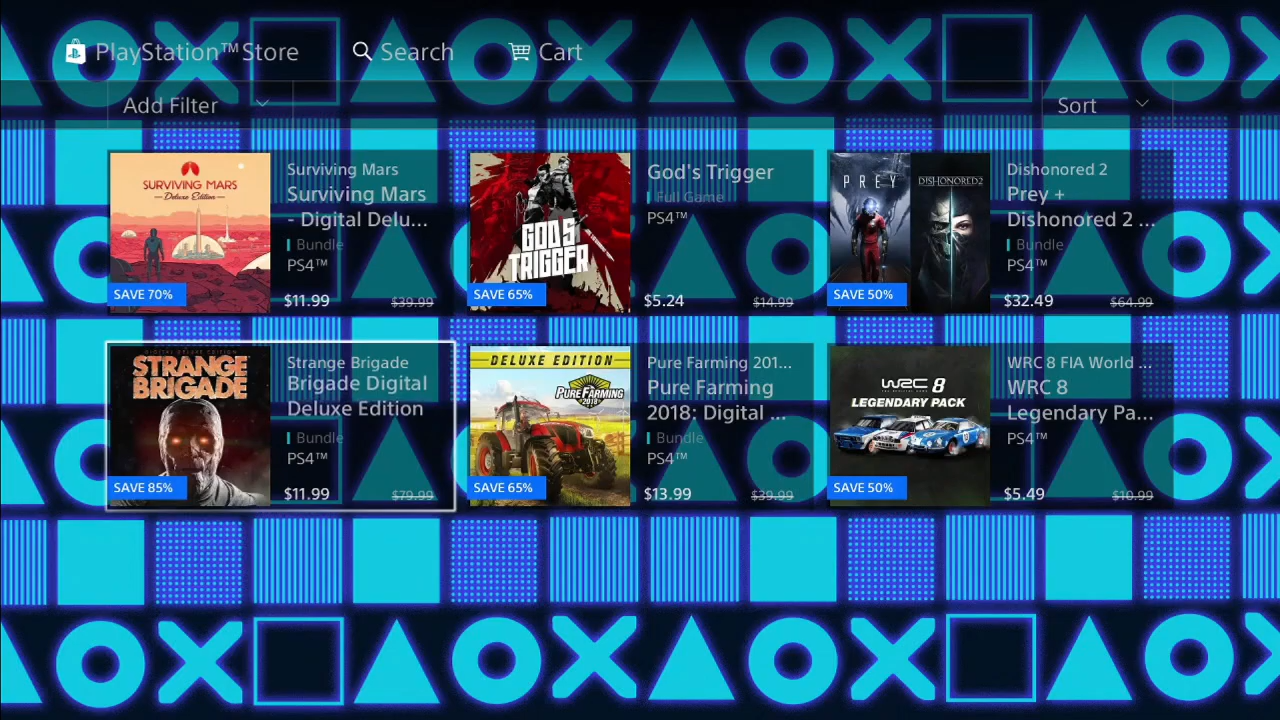 PlayStation™Store
Search
Cart
Add Filter
Sort
SURVIVING MARS
Deluxe Edition
SAVE 70%
Surviving Mars
Surviving Mars
- Digital Delu...
Bundle
PS4™
$11.99
$39.99
GOD'S
TRIGGER
SAVE 65%
God's Trigger
Full Game
PS4™
$5.24
$14.99
PREY
DISHONORED2
SAVE 50%
Dishonored 2
Prey +
Dishonored 2 ...
Bundle
PS4™
$32.49
$64.99
DIGITAL DELUXE EDITION
STRANGE
BRIGADE
SAVE 85%
Strange Brigade
Brigade Digital
Deluxe Edition
Bundle
PS4™
$11.99
$79.99
DELUXE EDITION
PURE FARMING
2018
SAVE 65%
Pure Farming 201...
Pure Farming
2018: Digital ...
Bundle
PS4™
$13.99
$39.99
WRC 8
LEGENDARY PACK
SAVE 50%
WRC 8 FIA World ...
WRC 8
Legendary Pa...
PS4™
$5.49
$10.99